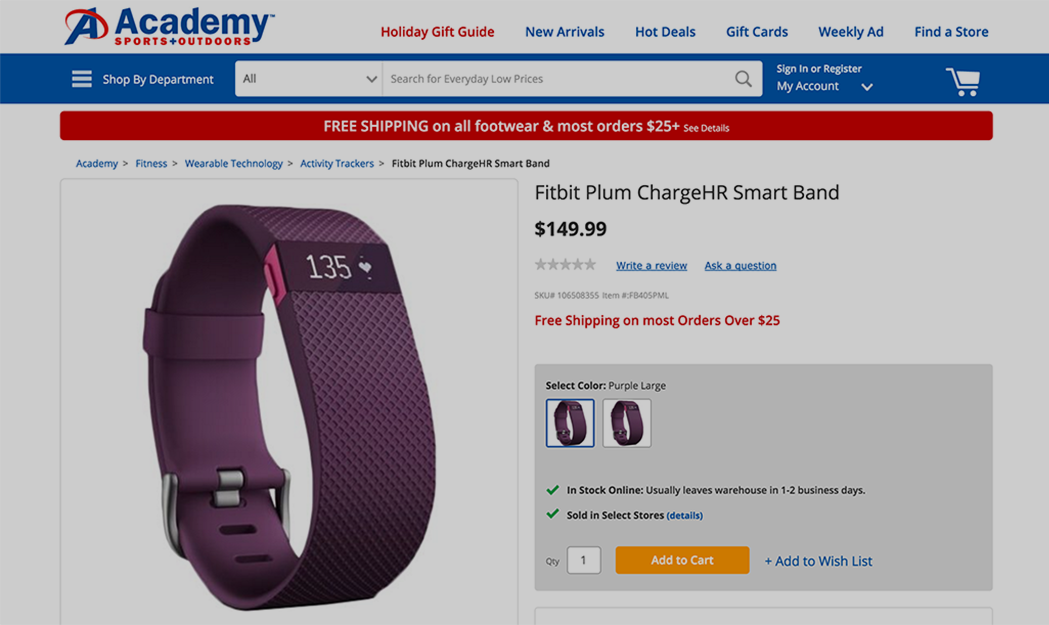 Academy™
SPORTS+OUTDOORS
Holiday Gift Guide New Arrivals Hot Deals Gift Cards Weekly Ad Find a Store
Shop By Department All Search for Everyday Low Prices
Sign In or Register
My Account
FREE SHIPPING on all footwear & most orders $25+ See Details
Academy > Fitness > Wearable Technology > Activity Trackers > Fitbit Plum ChargeHR Smart Band
135
Fitbit Plum ChargeHR Smart Band
$149.99
Write a review Ask a question
SKU# 106508355 Item #:FB405PML
Free Shipping on most Orders Over $25
Select Color: Purple Large
In Stock Online: Usually leaves warehouse in 1-2 business days.
Sold in Select Stores (details)
Qty 1 Add to Cart + Add to Wish List